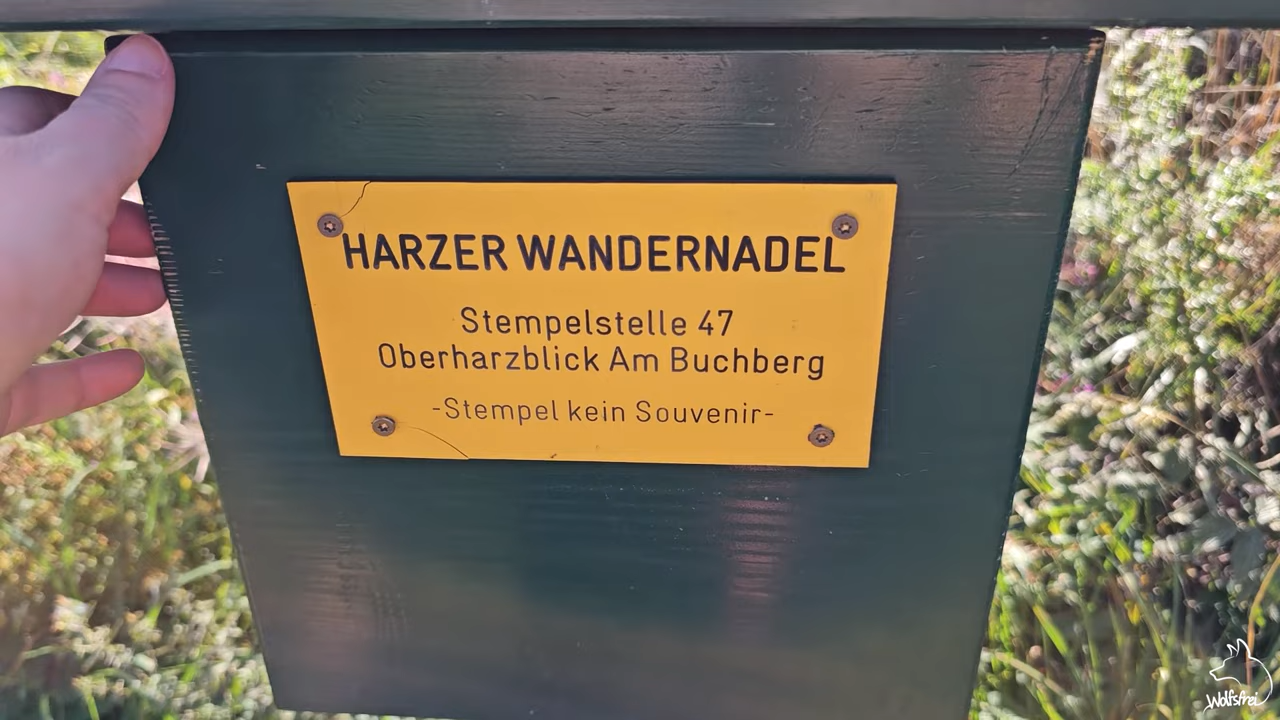 HARZER WANDERNADEL
Stempelstelle 47
Oberharzblick Am Buchberg
-Stempel kein Souvenir-
Wolfsfrei